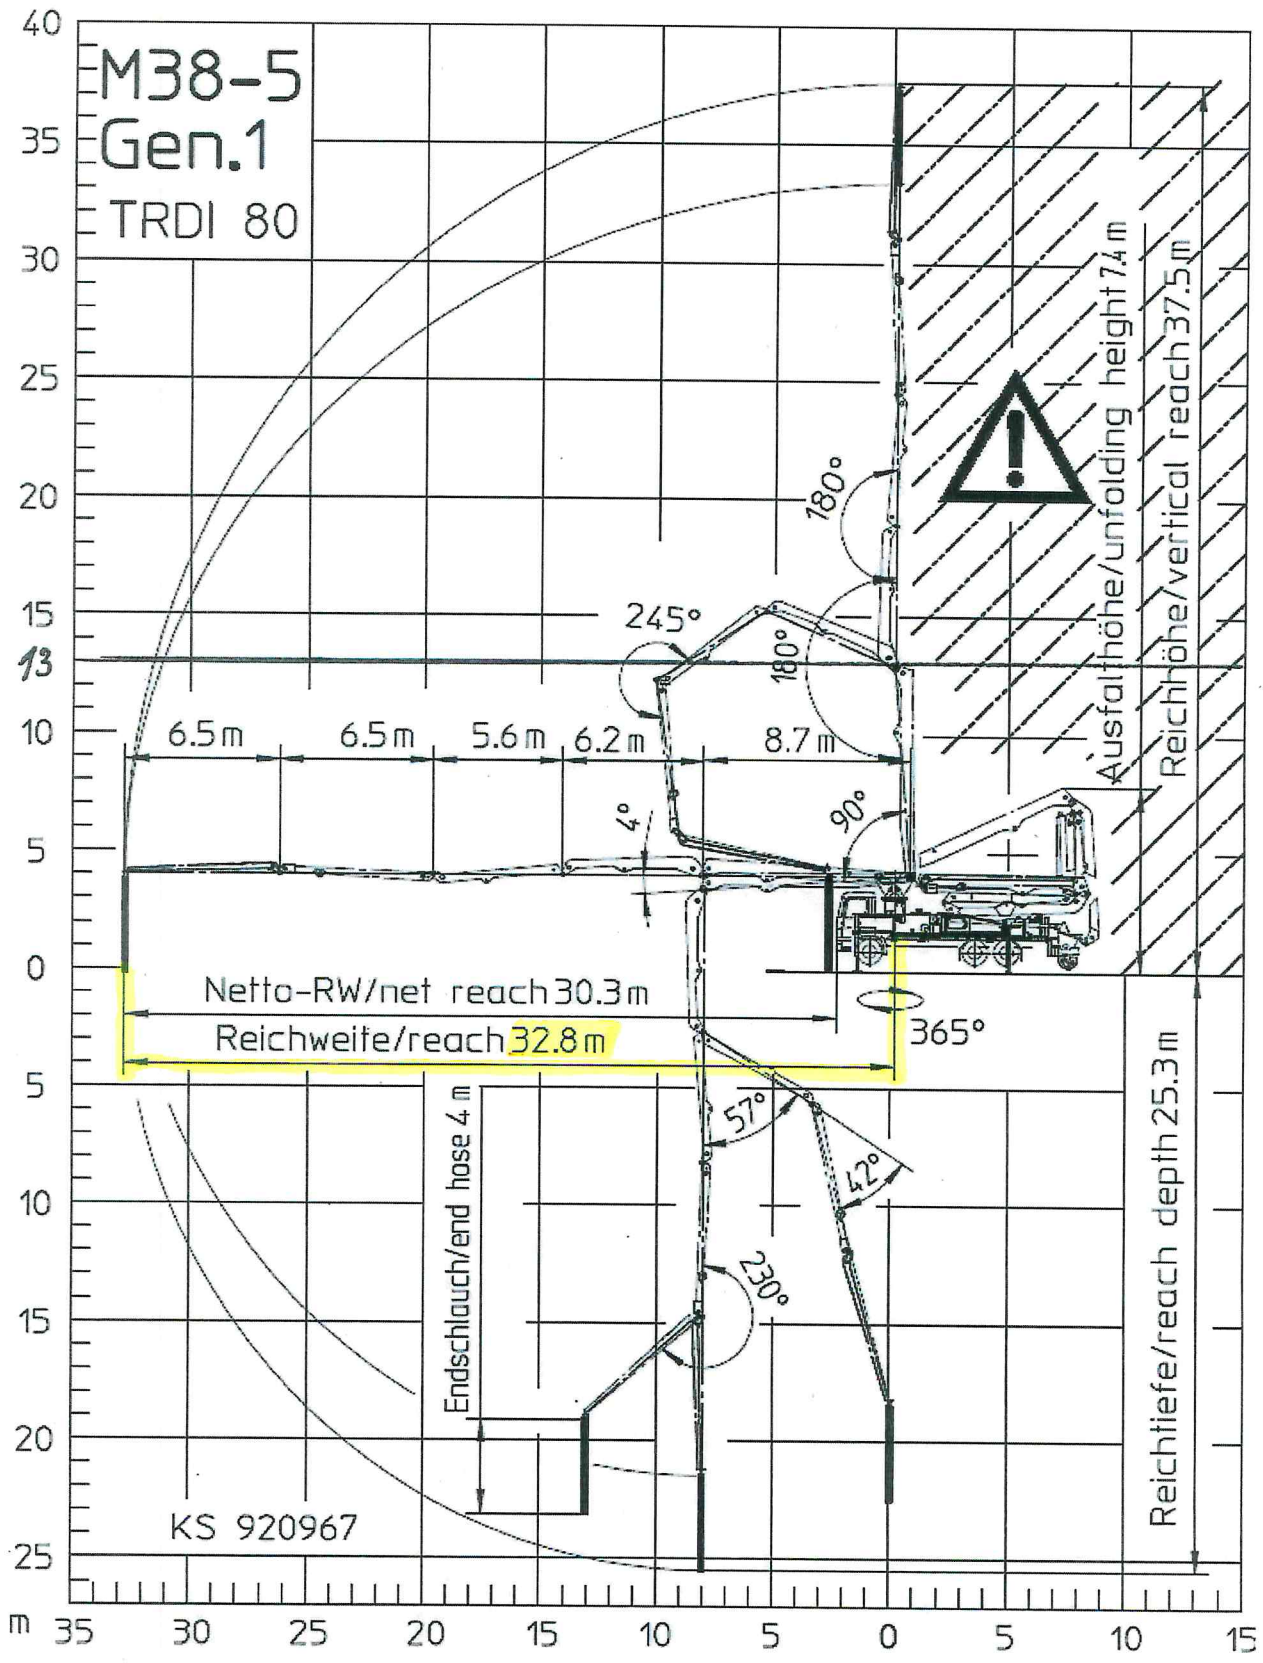 40
M38-5
Gen.1
TRDI 80
35
30
25
20
15
13
10
5
0
5
10
15
20
25
m
35 30 25 20 15 10 5 0 5 10 15
Ausfalthöhe/unfolding height 7.4 m
Reichhöhe/vertical reach 37.5 m
180°
245°
180°
6.5 m 6.5 m 5.6 m 6.2 m 8.7 m
4°
90°
Netto-RW/net reach 30.3 m
Reichweite/reach 32.8 m
365°
Endschlauch/end hose 4 m
57°
42°
230°
Reichtiefe/reach depth 25.3 m
KS 920967